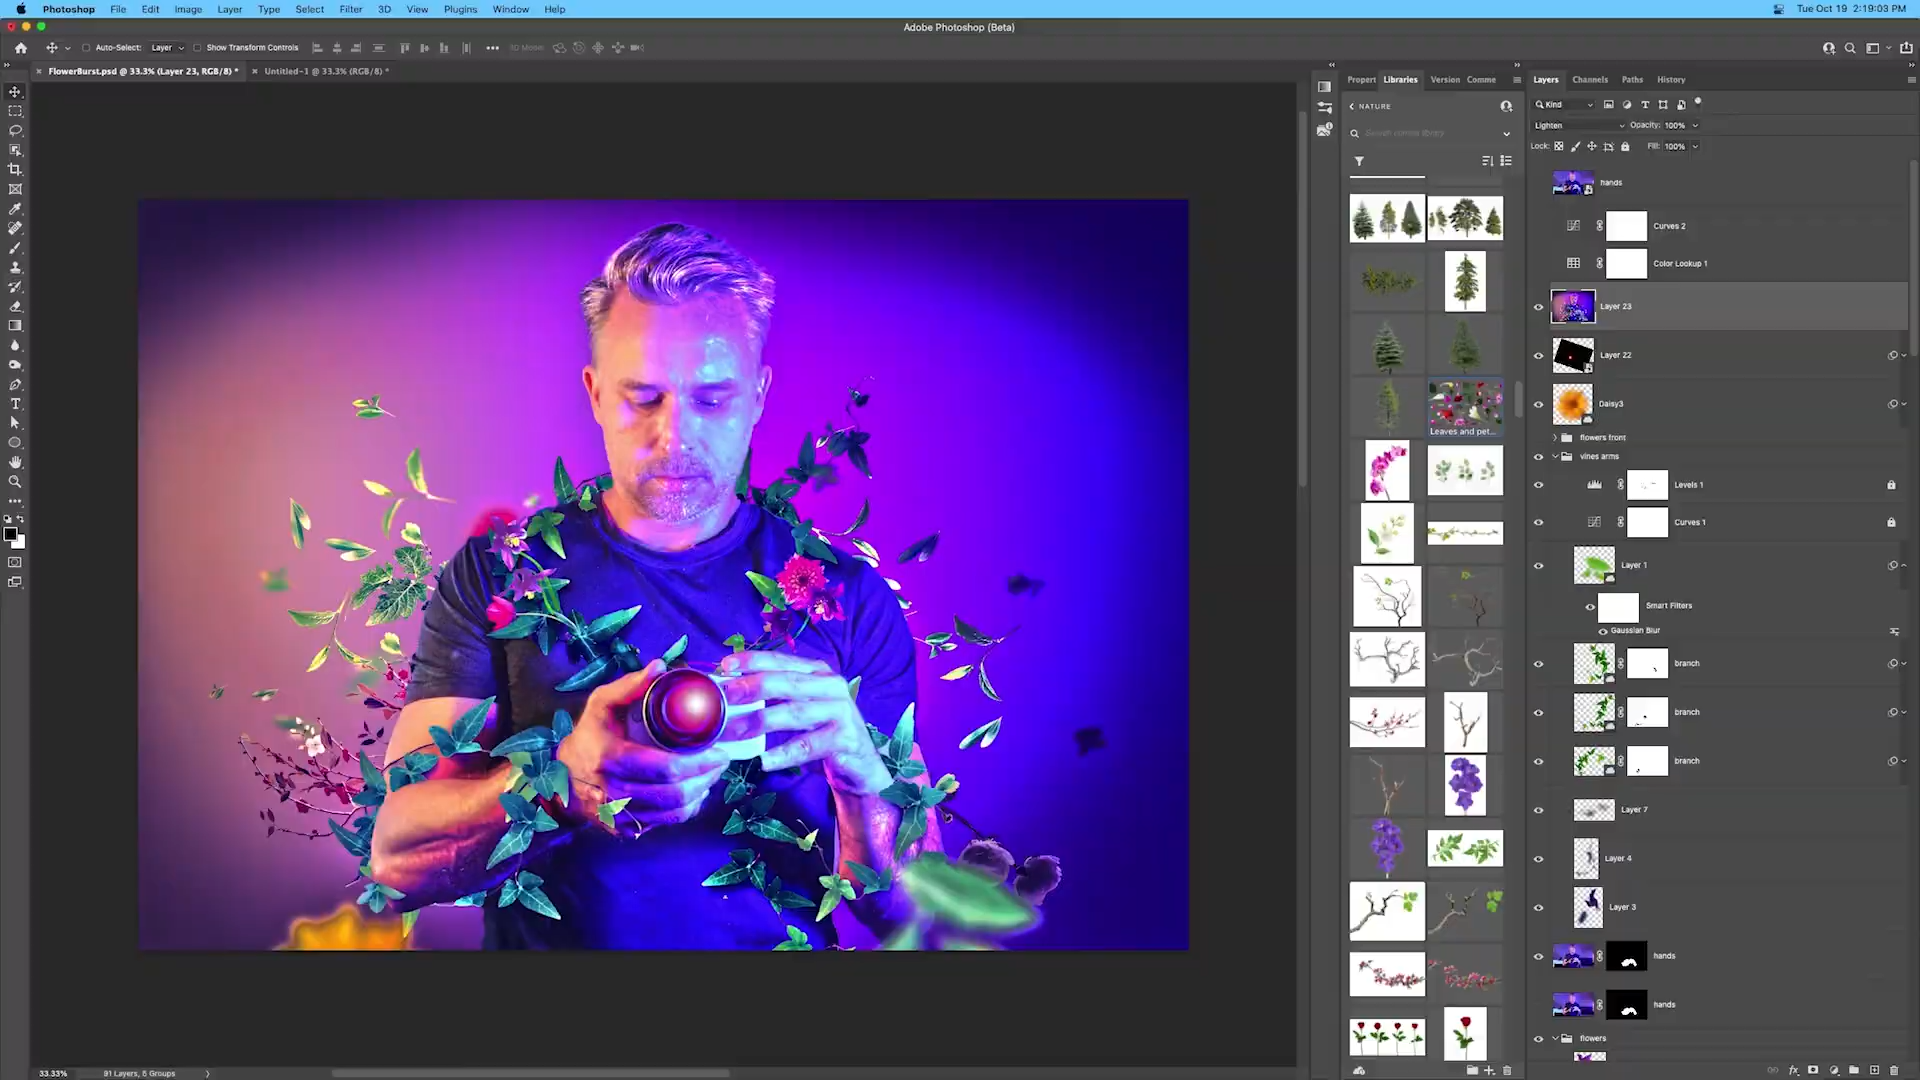 Photoshop File Edit Image Layer Type Select Filter 3D View Plugins Window Help Tue Oct 19 2:19:03 PM
Adobe Photoshop (Beta)
Auto-Select: Layer Show Transform Controls 3D Mode:
FlowerBurst.psd @ 33.3% (Layer 23, RGB/8) * Untitled-1 @ 33.3% (RGB/8) *
Propert Libraries Version Comme
NATURE
Leaves and pet...
Layers Channels Paths History
Kind
Lighten Opacity: 100%
Lock: Fill: 100%
hands
Curves 2
Color Lookup 1
Layer 23
Layer 22
Daisy3
flowers front
vines arms
Levels 1
Curves 1
Layer 1
Smart Filters
Gaussian Blur
branch
branch
branch
Layer 7
Layer 4
Layer 3
hands
hands
flowers
33.33% 91 Layers, 8 Groups